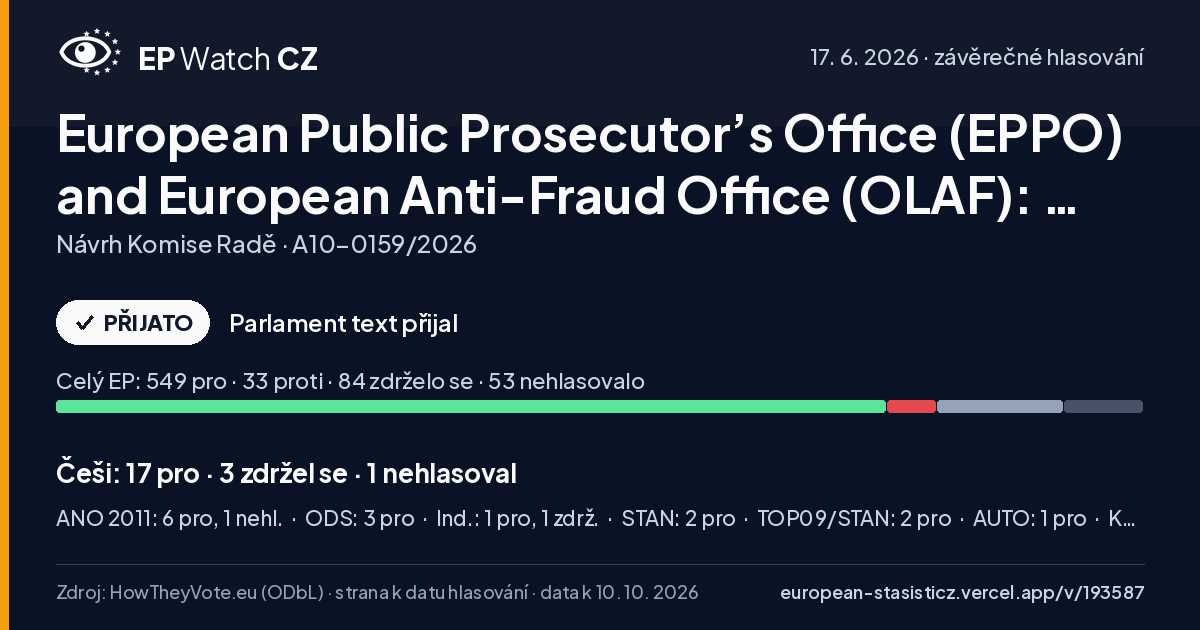 EP Watch CZ
17. 6. 2026 · závěrečné hlasování
European Public Prosecutor’s Office (EPPO)
and European Anti-Fraud Office (OLAF): …
Návrh Komise Radě · A10-0159/2026
✓ PŘIJATO
Parlament text přijal
Celý EP: 549 pro · 33 proti · 84 zdrželo se · 53 nehlasovalo
Češi: 17 pro · 3 zdržel se · 1 nehlasoval
ANO 2011: 6 pro, 1 nehl. · ODS: 3 pro · Ind.: 1 pro, 1 zdrž. · STAN: 2 pro · TOP09/STAN: 2 pro · AUTO: 1 pro · K…
Zdroj: HowTheyVote.eu (ODbL) · strana k datu hlasování · data k 10. 10. 2026
european-stasisticz.vercel.app/v/193587